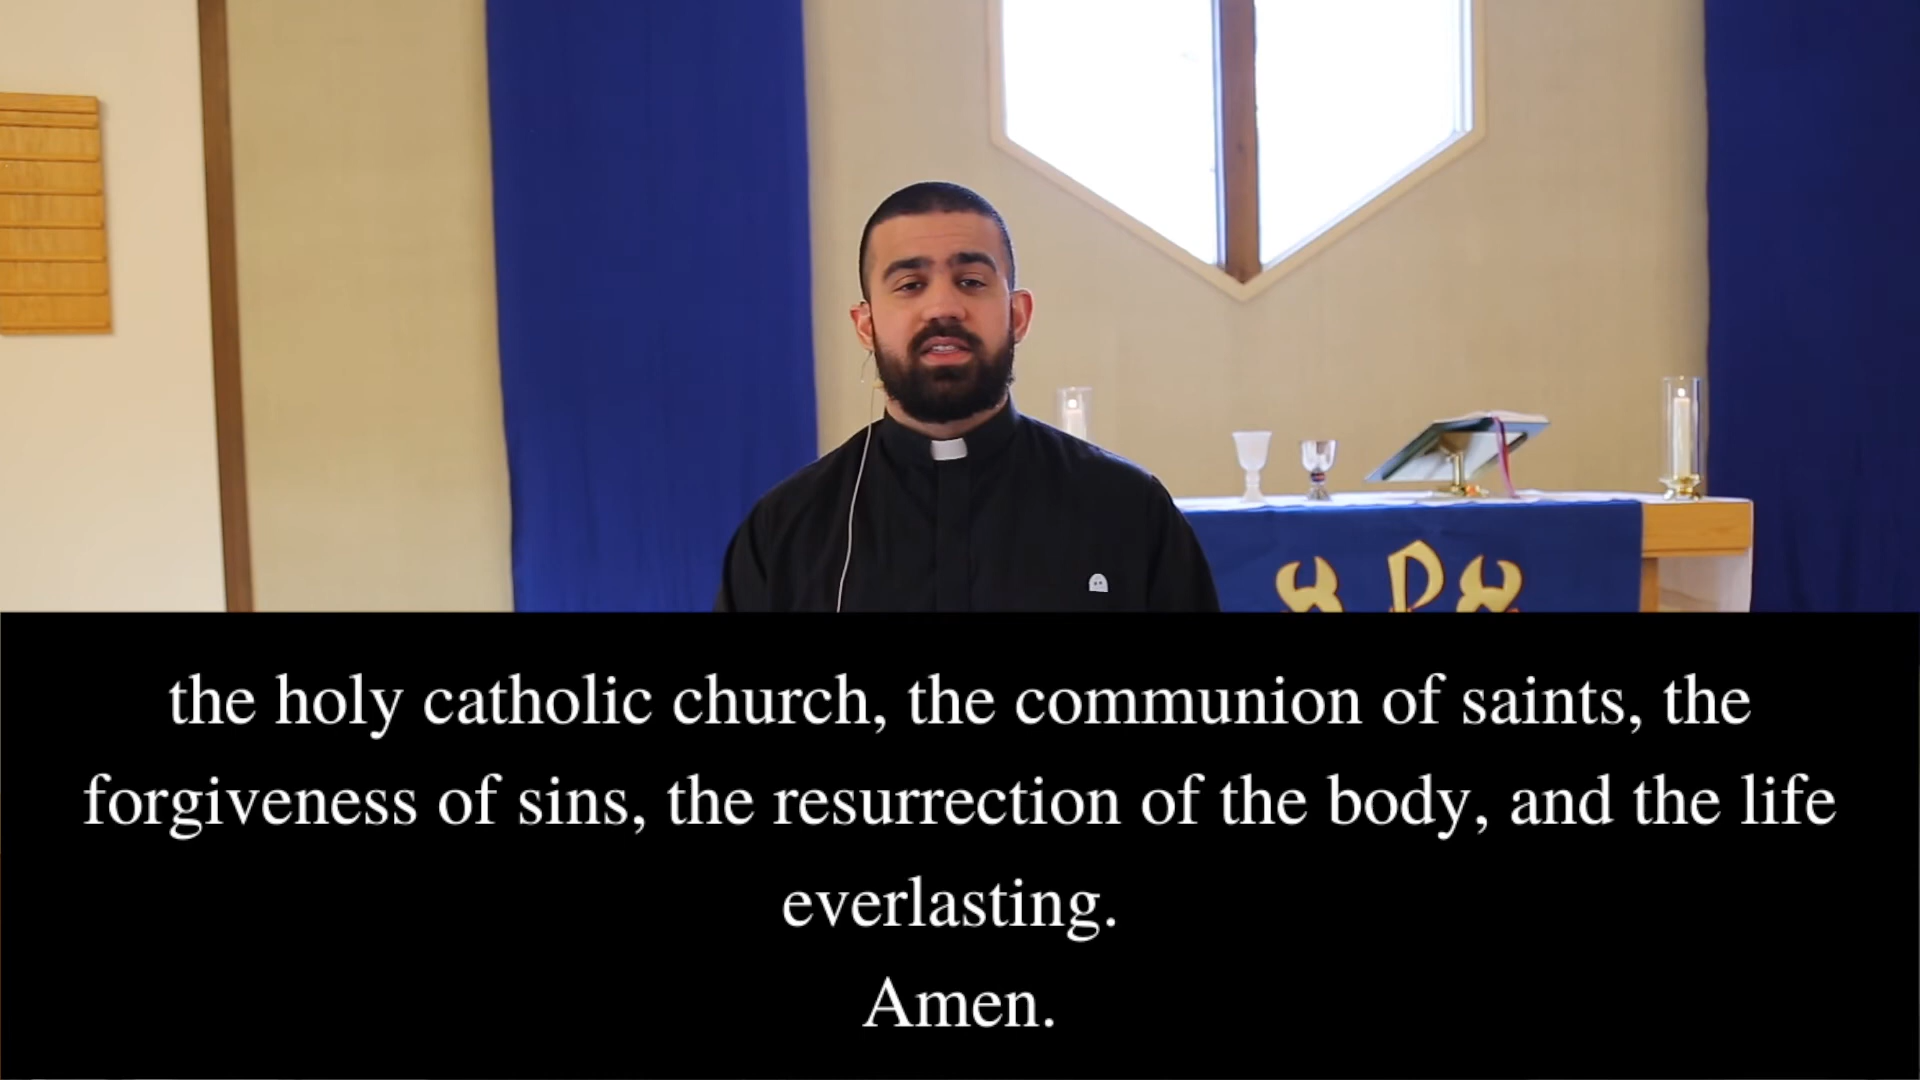 the holy catholic church, the communion of saints, the
forgiveness of sins, the resurrection of the body, and the life
everlasting.
Amen.